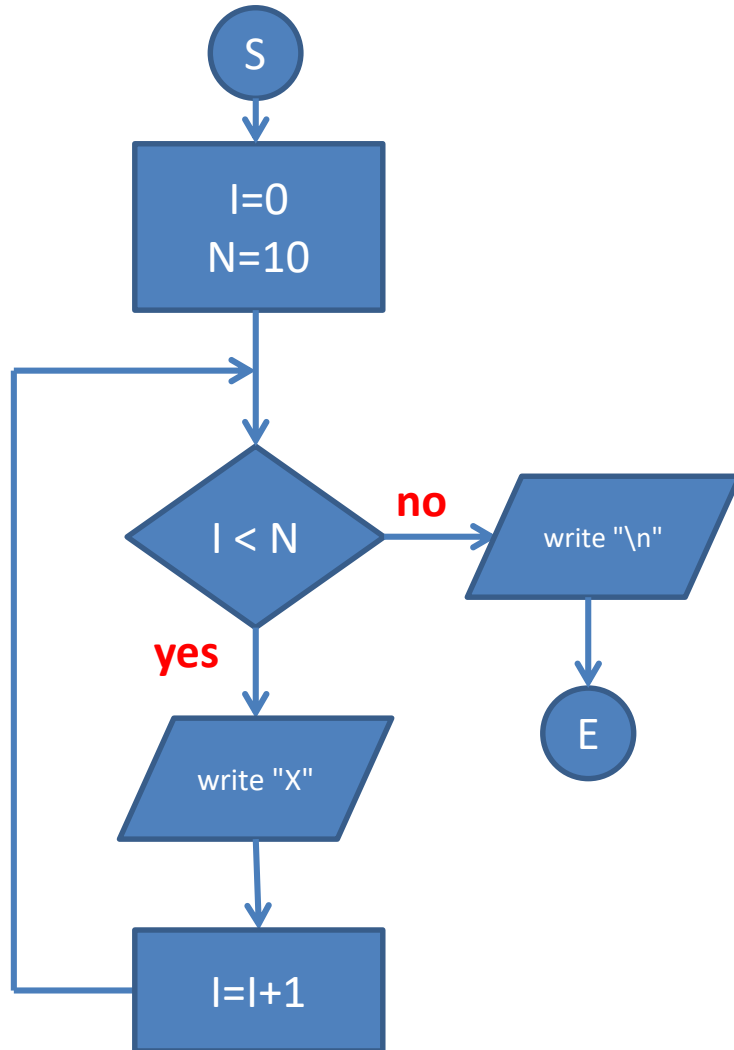 S
I=0
N=10
I < N
no
write "\n"
yes
E
write "X"
I=I+1